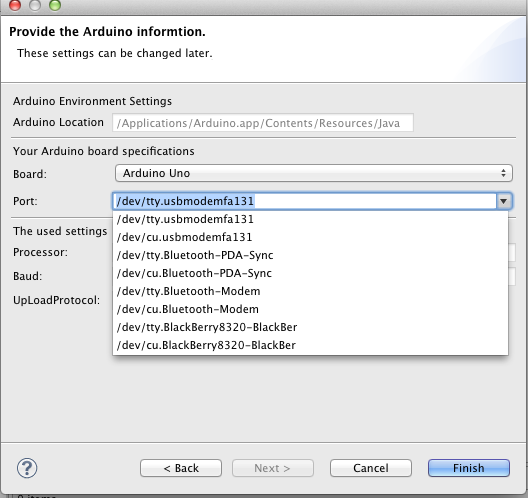 Provide the Arduino informtion.
These settings can be changed later.
Arduino Environment Settings
Arduino Location /Applications/Arduino.app/Contents/Resources/Java
Your Arduino board specifications
Board: Arduino Uno
Port: /dev/tty.usbmodemfa131
/dev/tty.usbmodemfa131
/dev/cu.usbmodemfa131
The used settings
/dev/tty.Bluetooth-PDA-Sync
Processor:
/dev/cu.Bluetooth-PDA-Sync
Baud:
/dev/tty.Bluetooth-Modem
UpLoadProtocol:
/dev/cu.Bluetooth-Modem
/dev/tty.BlackBerry8320-BlackBer
/dev/cu.BlackBerry8320-BlackBer
? < Back Next > Cancel Finish
0 items